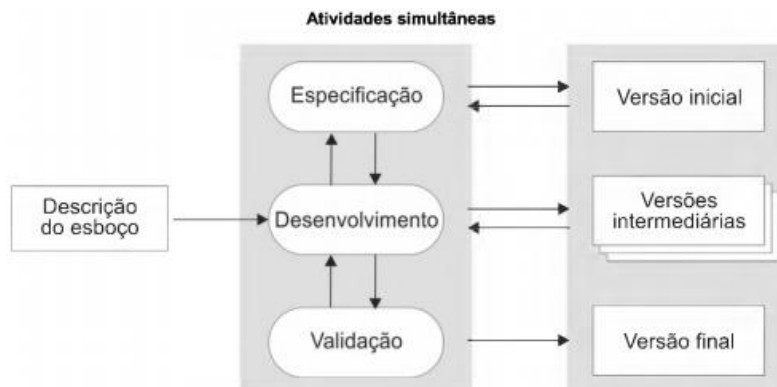 Atividades simultâneas
Especificação
Versão inicial
Descrição
do esboço
Desenvolvimento
Versões
intermediárias
Validação
Versão final